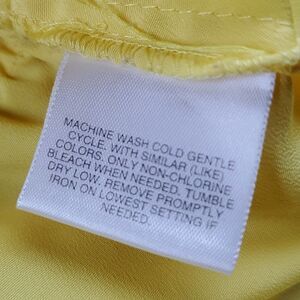 MACHINE WASH COLD GENTLE
CYCLE. WITH SIMILAR (LIKE)
COLORS. ONLY NON-CHLORINE
BLEACH WHEN NEEDED. TUMBLE
DRY LOW. REMOVE PROMPTLY
IRON ON LOWEST SETTING IF
NEEDED.